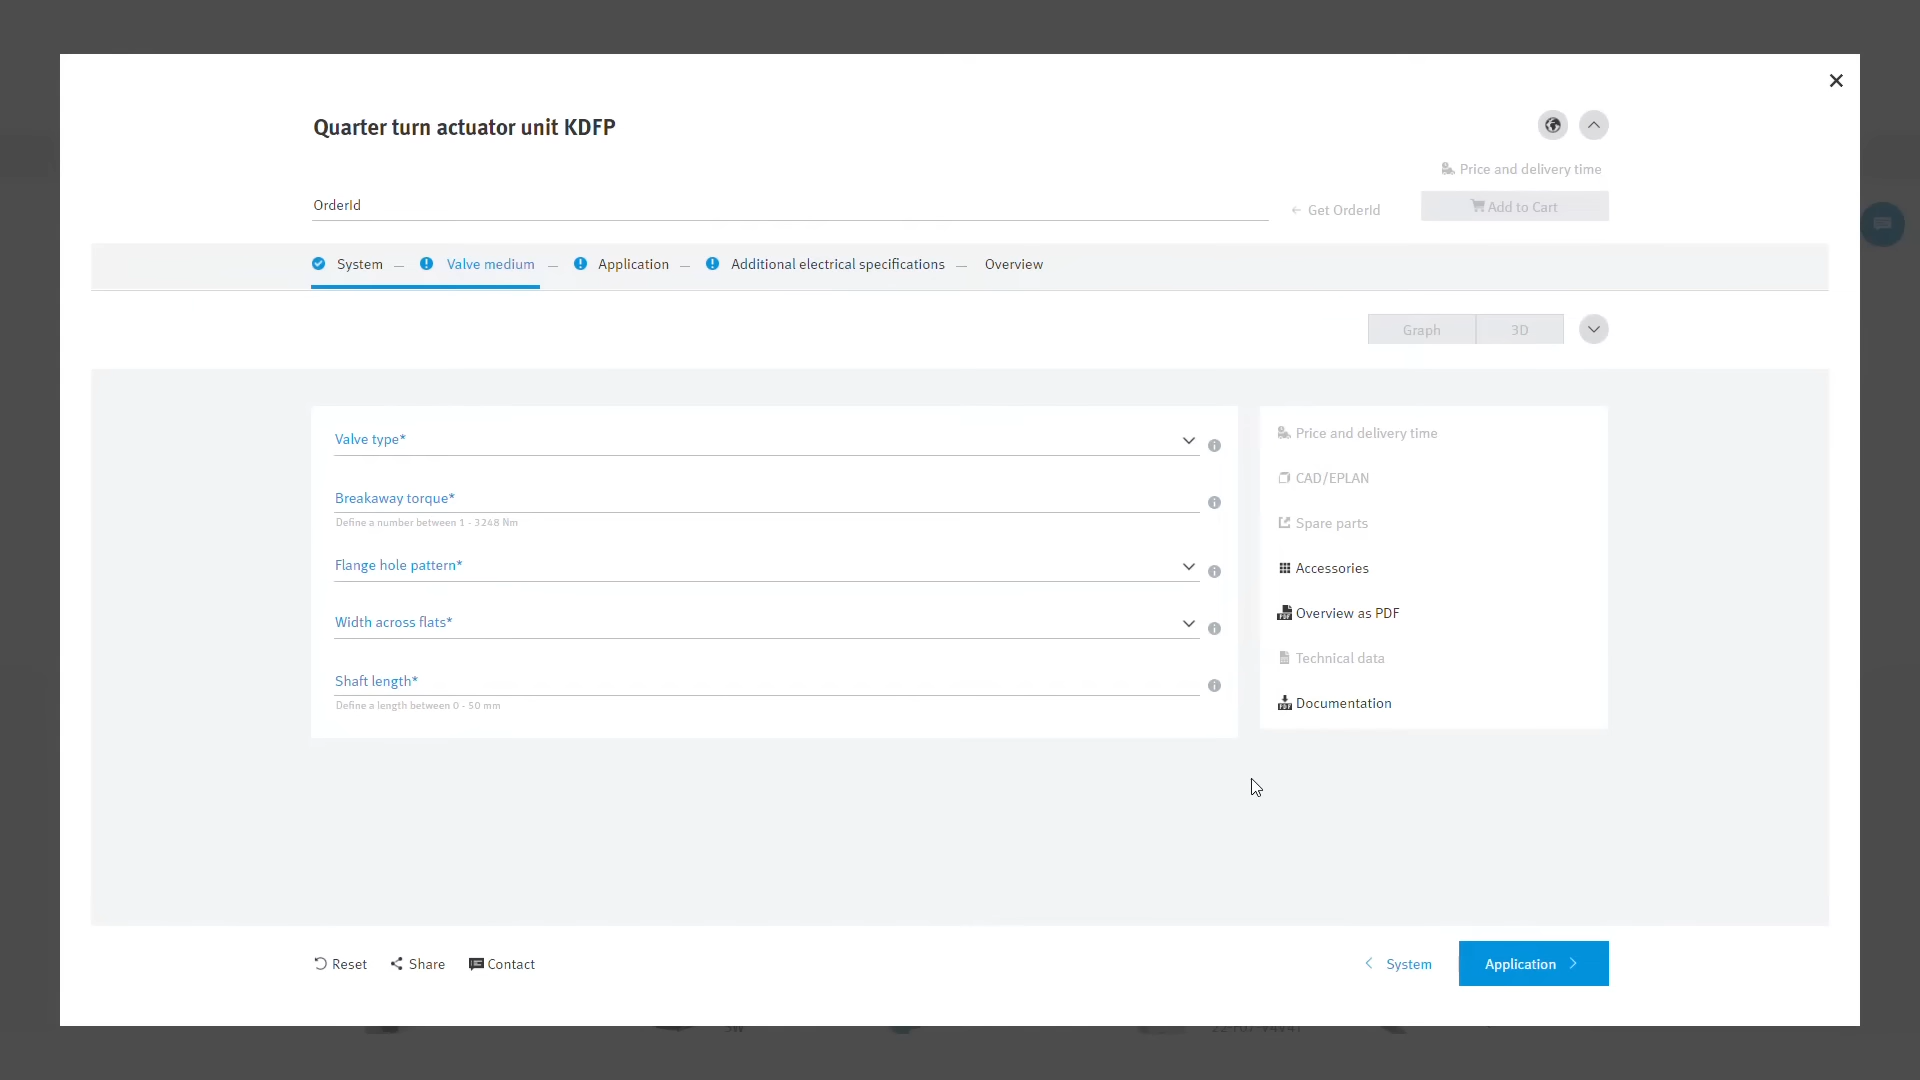 Quarter turn actuator unit KDFP
Price and delivery time
OrderId
Get OrderId
Add to Cart
System
Valve medium
Application
Additional electrical specifications
Overview
Graph
3D
Valve type*
Breakaway torque*
Define a number between 1 - 3248 Nm
Flange hole pattern*
Width across flats*
Shaft length*
Define a length between 0 - 50 mm
Price and delivery time
CAD/EPLAN
Spare parts
Accessories
Overview as PDF
Technical data
Documentation
Reset
Share
Contact
System
Application